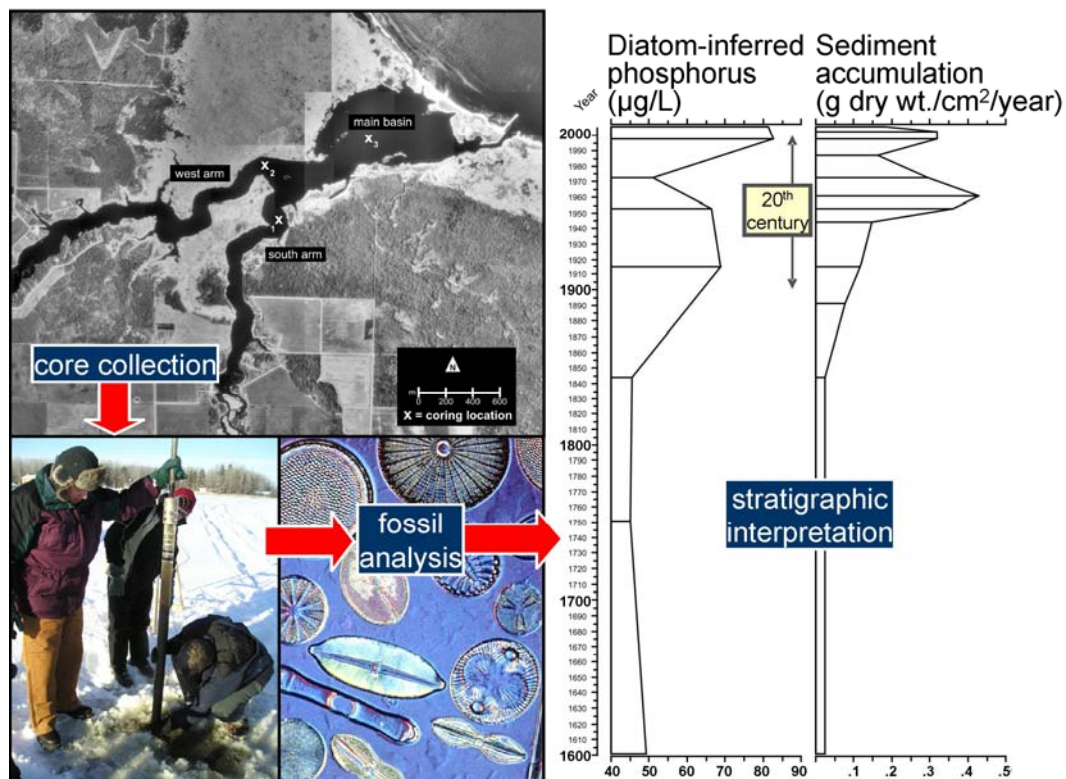 main basin
X3
west arm
X2
1X
south arm
core collection
N
m
0 200 400 600
X = coring location
fossil
analysis
Diatom-inferred
phosphorus
(µg/L)
Sediment
accumulation
(g dry wt./cm²/year)
Year
2000
1990
1980
1970
1960
1950
1940
1930
1920
1910
1900
1890
1880
1870
1860
1850
1840
1830
1820
1810
1800
1790
1780
1770
1760
1750
1740
1730
1720
1710
1700
1690
1680
1670
1660
1650
1640
1630
1620
1610
1600
20th
century
stratigraphic
interpretation
40 50 60 70 80 90
.1 .2 .3 .4 .5